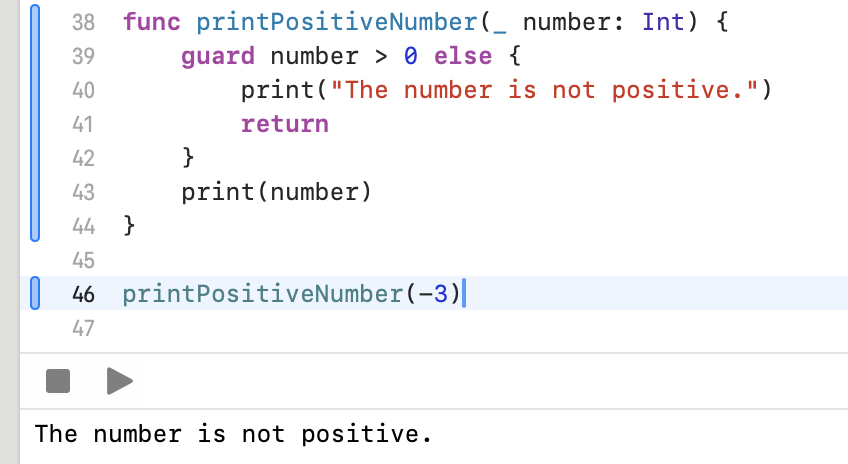 38 func printPositiveNumber(_ number: Int) {
39     guard number > 0 else {
40         print("The number is not positive.")
41         return
42     }
43     print(number)
44 }
45
46 printPositiveNumber(-3)
47
The number is not positive.